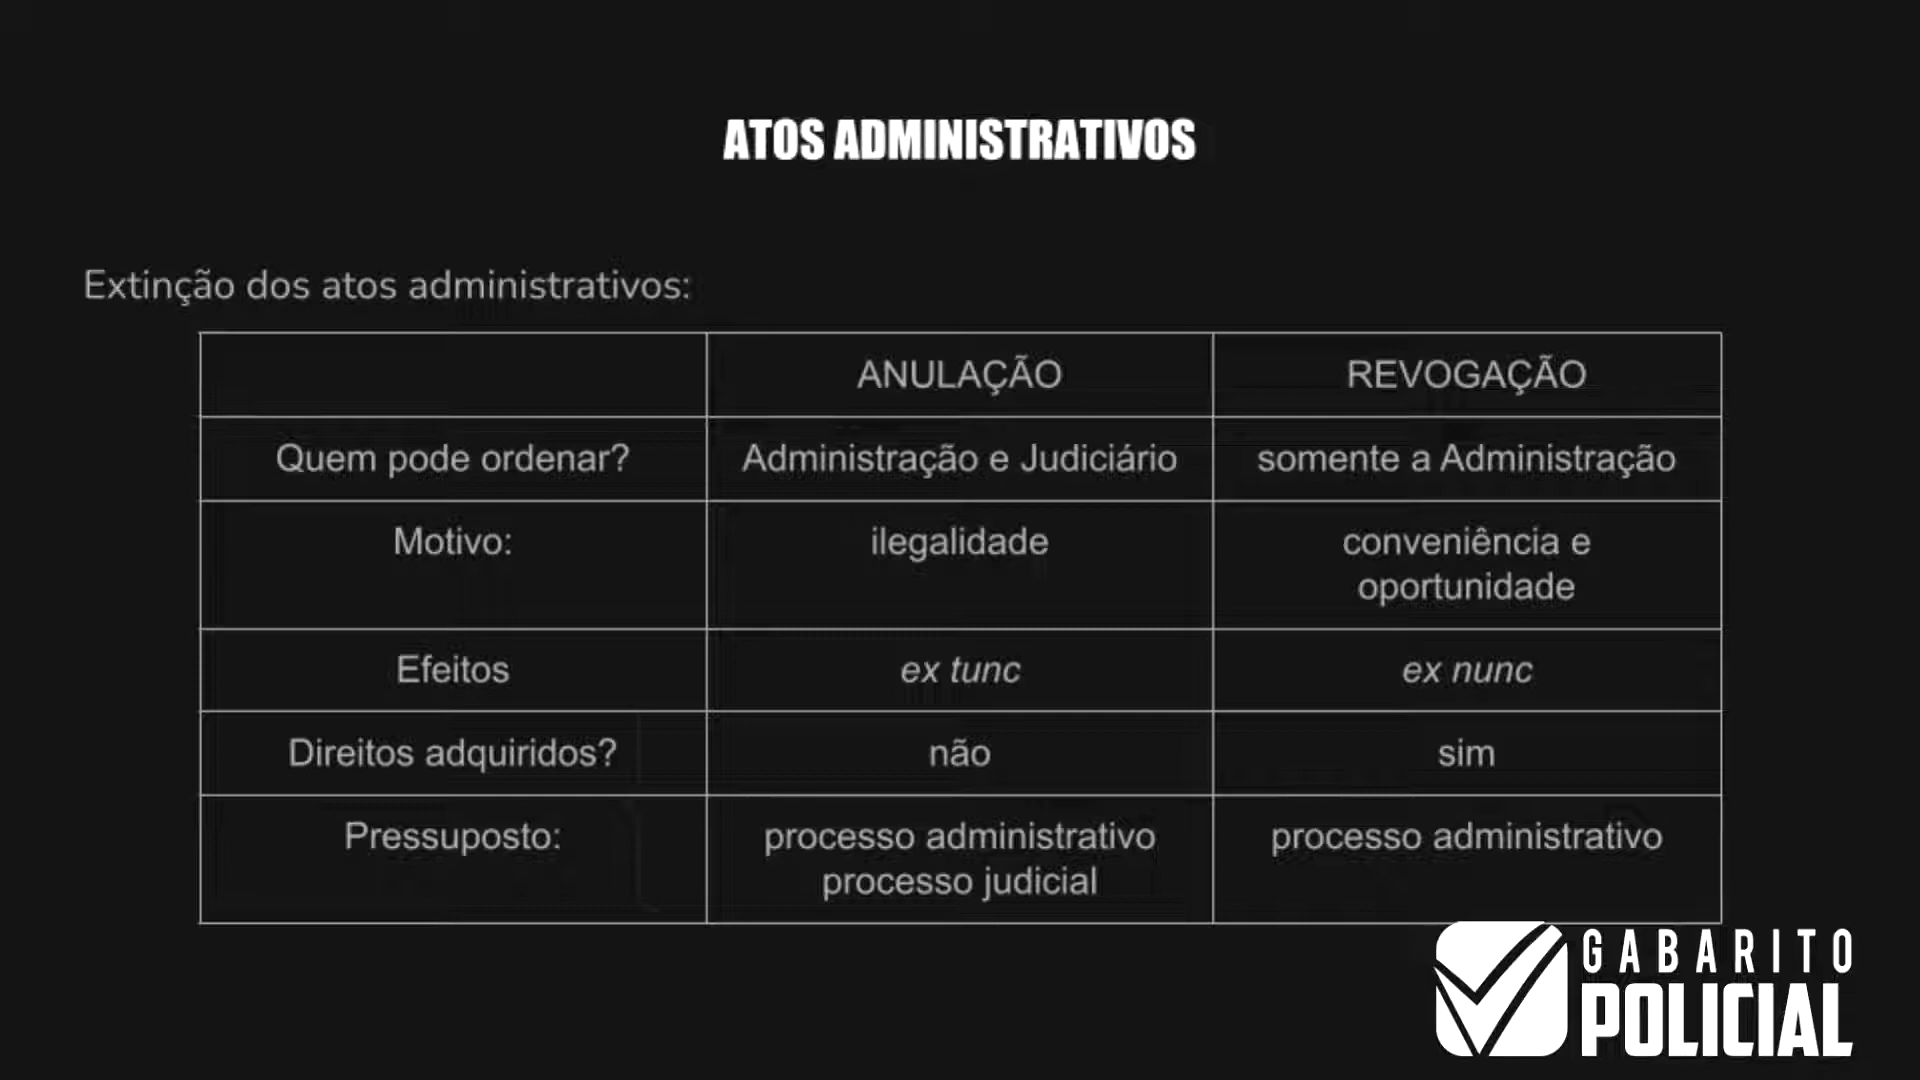 ATOS ADMINISTRATIVOS
Extinção dos atos administrativos:
ANULAÇÃO
REVOGAÇÃO
Quem pode ordenar?
Administração e Judiciário
somente a Administração
Motivo:
ilegalidade
conveniência e
oportunidade
Efeitos
ex tunc
ex nunc
Direitos adquiridos?
não
sim
Pressuposto:
processo administrativo
processo judicial
processo administrativo
GABARITO
POLICIAL